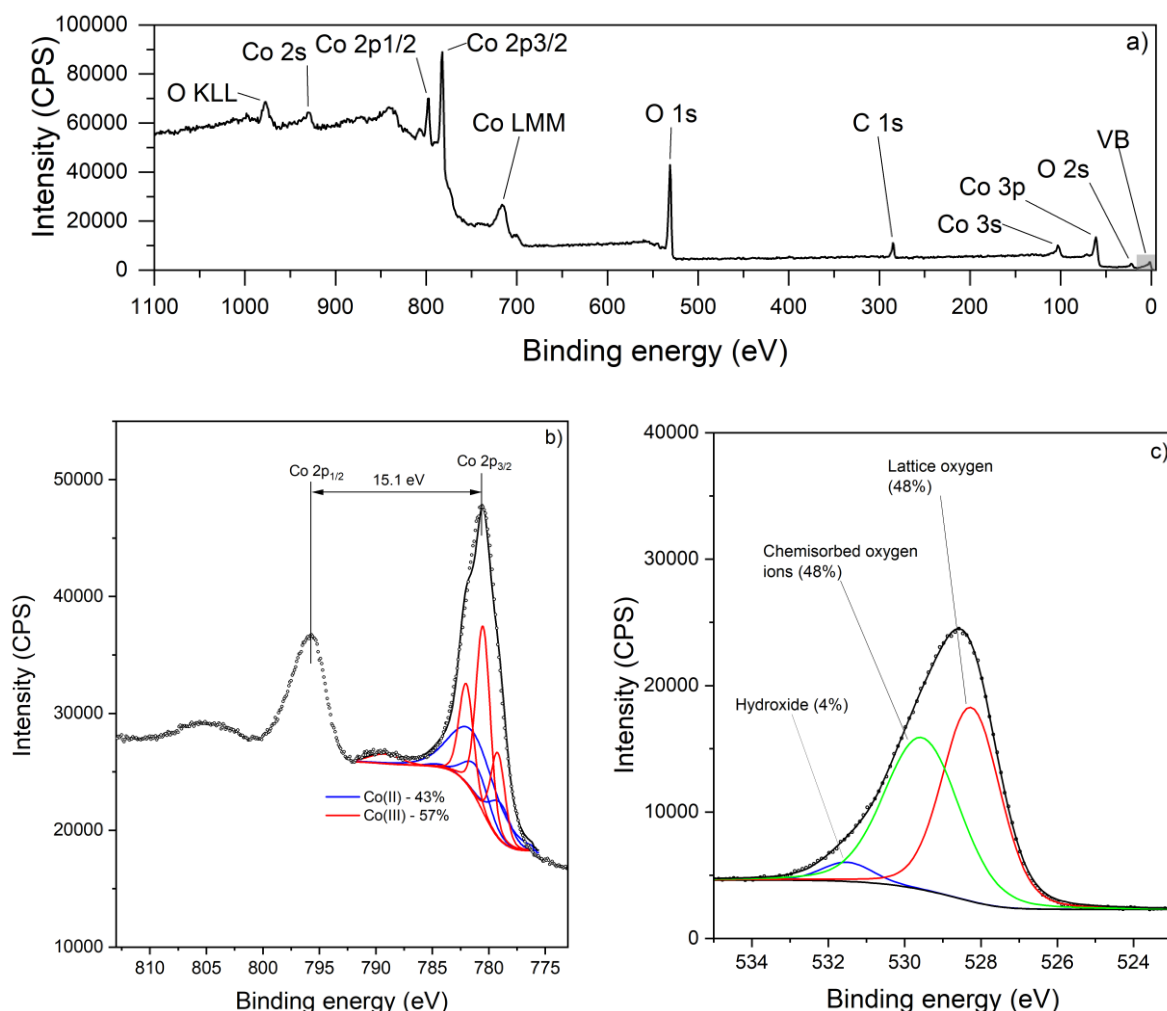 a)
100000
80000
60000
40000
20000
0
Intensity (CPS)
O KLL
Co 2s
Co 2p1/2
Co 2p3/2
Co LMM
O 1s
C 1s
Co 3s
Co 3p
O 2s
VB
1100 1000 900 800 700 600 500 400 300 200 100 0
Binding energy (eV)
b)
50000
40000
30000
20000
10000
Intensity (CPS)
Co 2p1/2
Co 2p3/2
15.1 eV
Co(II) - 43%
Co(III) - 57%
810 805 800 795 790 785 780 775
Binding energy (eV)
c)
40000
30000
20000
10000
0
Intensity (CPS)
Lattice oxygen
(48%)
Chemisorbed oxygen
ions (48%)
Hydroxide (4%)
534 532 530 528 526 524
Binding energy (eV)